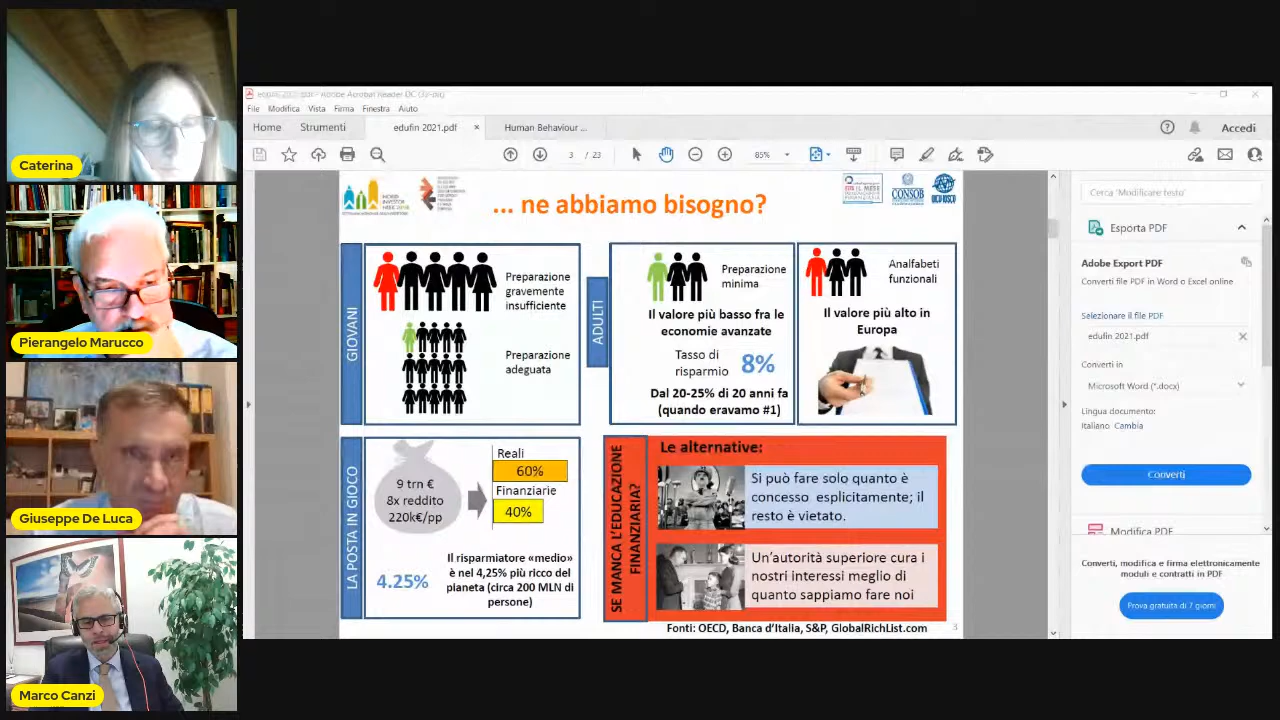 Caterina
Pierangelo Marucco
Giuseppe De Luca
Marco Canzi
File Modifica Vista Firma Finestra Aiuto
Home Strumenti edufin 2021.pdf × Human Behaviour ... Accedi
3 / 23 85%
... ne abbiamo bisogno?
CONSOB
GIOVANI
Preparazione
gravemente
insufficiente
Preparazione
adeguata
ADULTI
Preparazione
minima
Il valore più basso fra le
economie avanzate
Tasso di
risparmio 8%
Dal 20-25% di 20 anni fa
(quando eravamo #1)
Analfabeti
funzionali
Il valore più alto in
Europa
LA POSTA IN GIOCO
9 trn €
8x reddito
220k€/pp
Reali
60%
Finanziarie
40%
4.25%
Il risparmiatore «medio»
è nel 4,25% più ricco del
pianeta (circa 200 MLN di
persone)
SE MANCA L'EDUCAZIONE
FINANZIARIA?
Le alternative:
Si può fare solo quanto è
concesso esplicitamente; il
resto è vietato.
Un'autorità superiore cura i
nostri interessi meglio di
quanto sappiamo fare noi
Fonti: OECD, Banca d'Italia, S&P, GlobalRichList.com
3
Cerca 'Modificare testo'
Esporta PDF
Adobe Export PDF
Converti file PDF in Word o Excel online
Selezionare il file PDF
edufin 2021.pdf
Converti in
Microsoft Word (*.docx)
Lingua documento:
Italiano Cambia
Converti
Modifica PDF
Converti, modifica e firma elettronicamente
moduli e contratti in PDF
Prova gratuita di 7 giorni